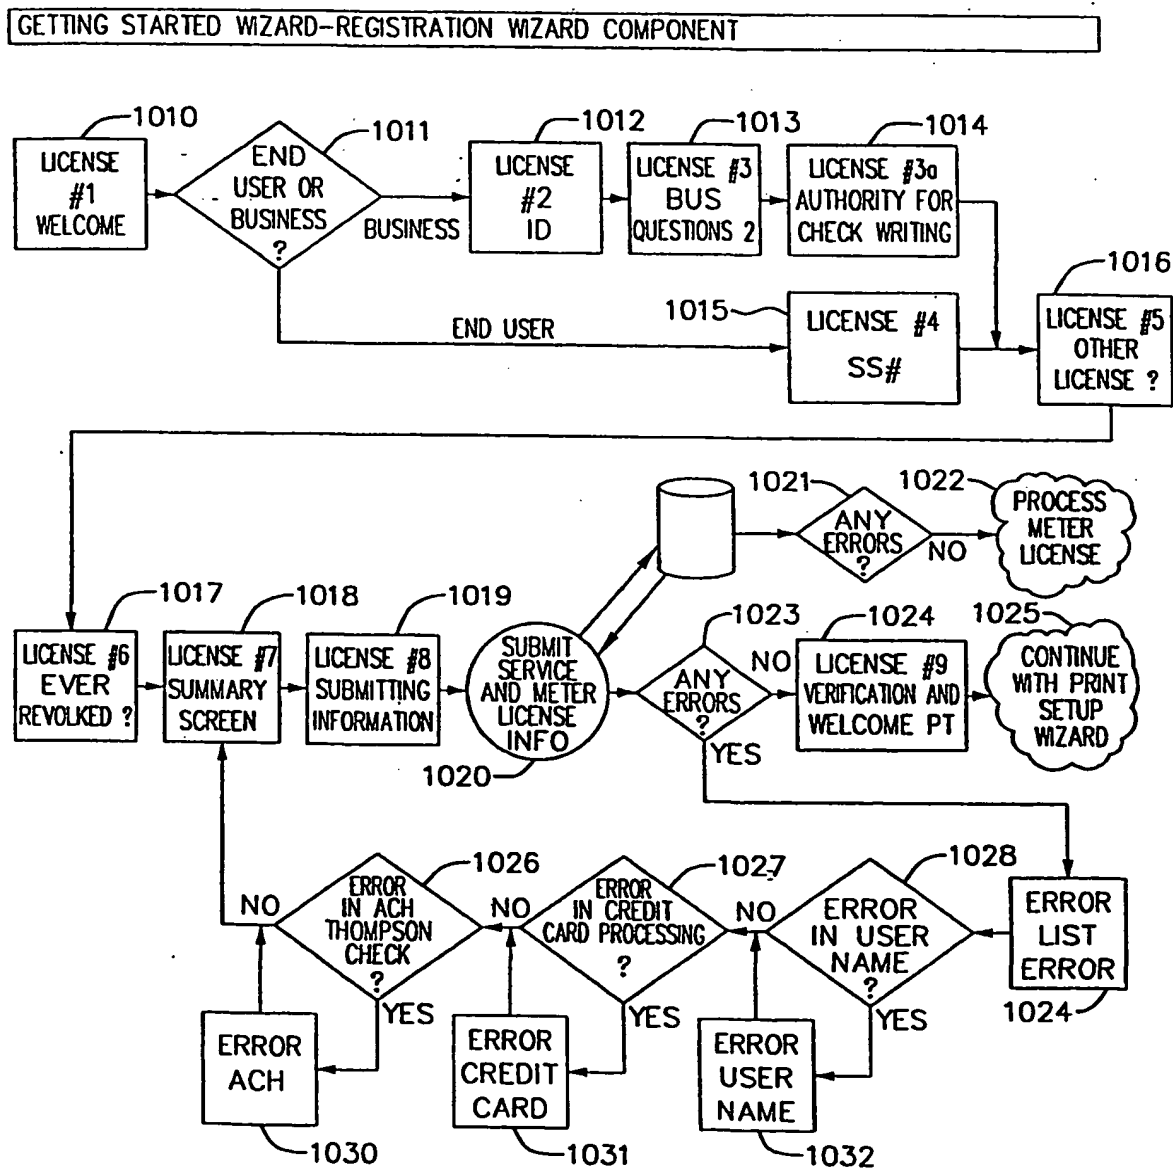 GETTING STARTED WIZARD-REGISTRATION WIZARD COMPONENT
1010
LICENSE
#1
WELCOME
1011
END
USER OR
BUSINESS
?
BUSINESS
END USER
1012
LICENSE
#2
ID
1013
LICENSE #3
BUS
QUESTIONS 2
1014
LICENSE #3a
AUTHORITY FOR
CHECK WRITING
1015
LICENSE #4
SS#
1016
LICENSE #5
OTHER
LICENSE ?
1017
LICENSE #6
EVER
REVOLKED ?
1018
LICENSE #7
SUMMARY
SCREEN
1019
LICENSE #8
SUBMITTING
INFORMATION
SUBMIT
SERVICE
AND METER
LICENSE
INFO
1020
1021
ANY
ERRORS
?
NO
1022
PROCESS
METER
LICENSE
1023
ANY
ERRORS
?
NO
YES
1024
LICENSE #9
VERIFICATION AND
WELCOME PT
1025
CONTINUE
WITH PRINT
SETUP
WIZARD
1026
ERROR
IN ACH
THOMPSON
CHECK
?
NO
YES
1027
ERROR
IN CREDIT
CARD PROCESSING
?
NO
YES
1028
ERROR
IN USER
NAME
?
NO
YES
ERROR
LIST
ERROR
1024
ERROR
ACH
1030
ERROR
CREDIT
CARD
1031
ERROR
USER
NAME
1032